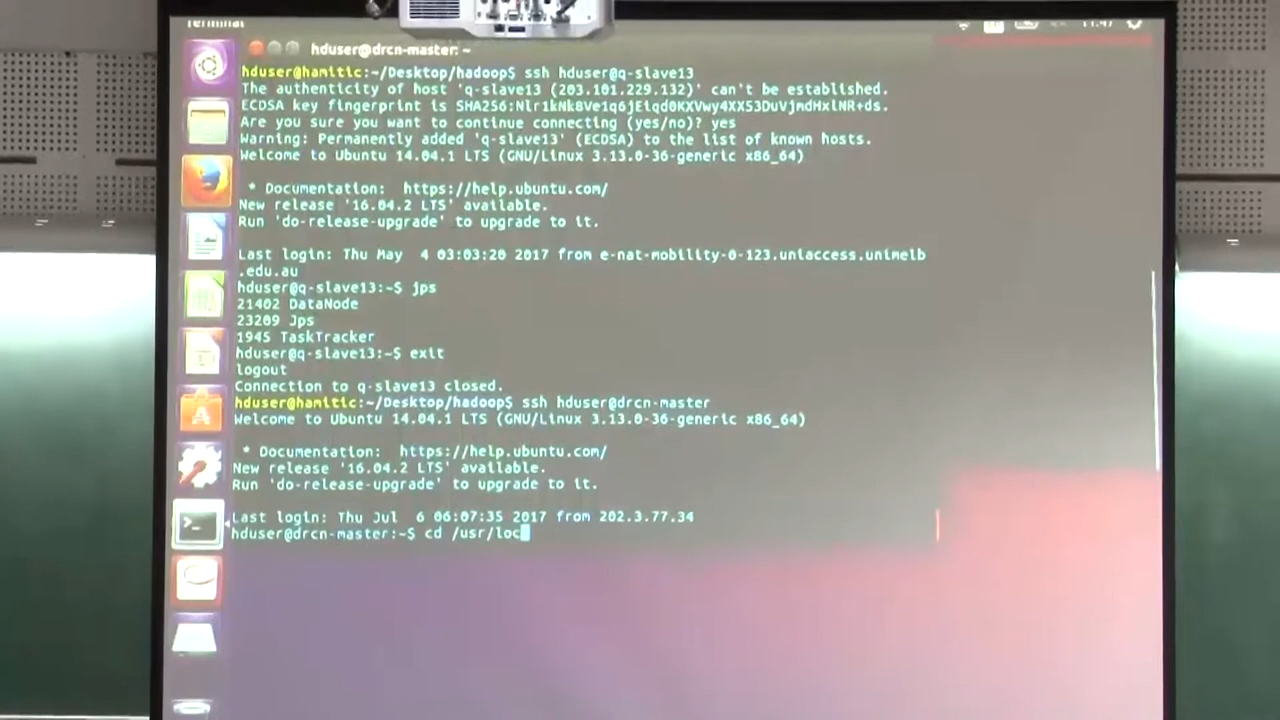 Terminal
11:47
hduser@drcn-master: ~
hduser@hamitic:~/Desktop/hadoop$ ssh hduser@q-slave13
The authenticity of host 'q-slave13 (203.101.229.132)' can't be established.
ECDSA key fingerprint is
Are you sure you want to continue connecting (yes/no)? yes
Warning: Permanently added 'q-slave13' (ECDSA) to the list of known hosts.
Welcome to Ubuntu 14.04.1 LTS (GNU/Linux 3.13.0-36-generic x86_64)
* Documentation: https://help.ubuntu.com/
New release '16.04.2 LTS' available.
Run 'do-release-upgrade' to upgrade to it.
Last login: Thu May 4 03:03:20 2017 from e-nat-mobility-0-123.uniaccess.unimelb
.edu.au
hduser@q-slave13:~$ jps
21402 DataNode
23209 Jps
1945 TaskTracker
hduser@q-slave13:~$ exit
logout
Connection to q-slave13 closed.
hduser@hamitic:~/Desktop/hadoop$ ssh hduser@drcn-master
Welcome to Ubuntu 14.04.1 LTS (GNU/Linux 3.13.0-36-generic x86_64)
* Documentation: https://help.ubuntu.com/
New release '16.04.2 LTS' available.
Run 'do-release-upgrade' to upgrade to it.
Last login: Thu Jul 6 06:07:35 2017 from 202.3.77.34
hduser@drcn-master:~$ cd /usr/loc